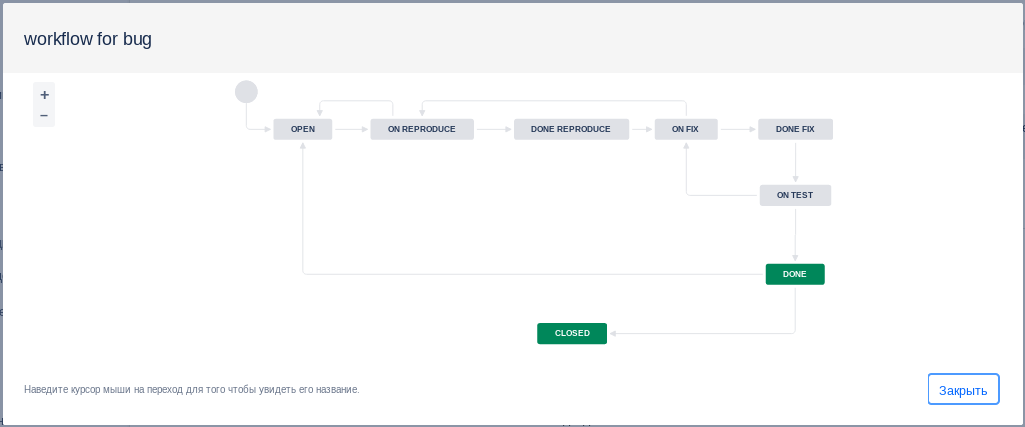 workflow for bug
+
–
OPEN
ON REPRODUCE
DONE REPRODUCE
ON FIX
DONE FIX
ON TEST
DONE
CLOSED
Наведите курсор мыши на переход для того чтобы увидеть его название.
Закрыть